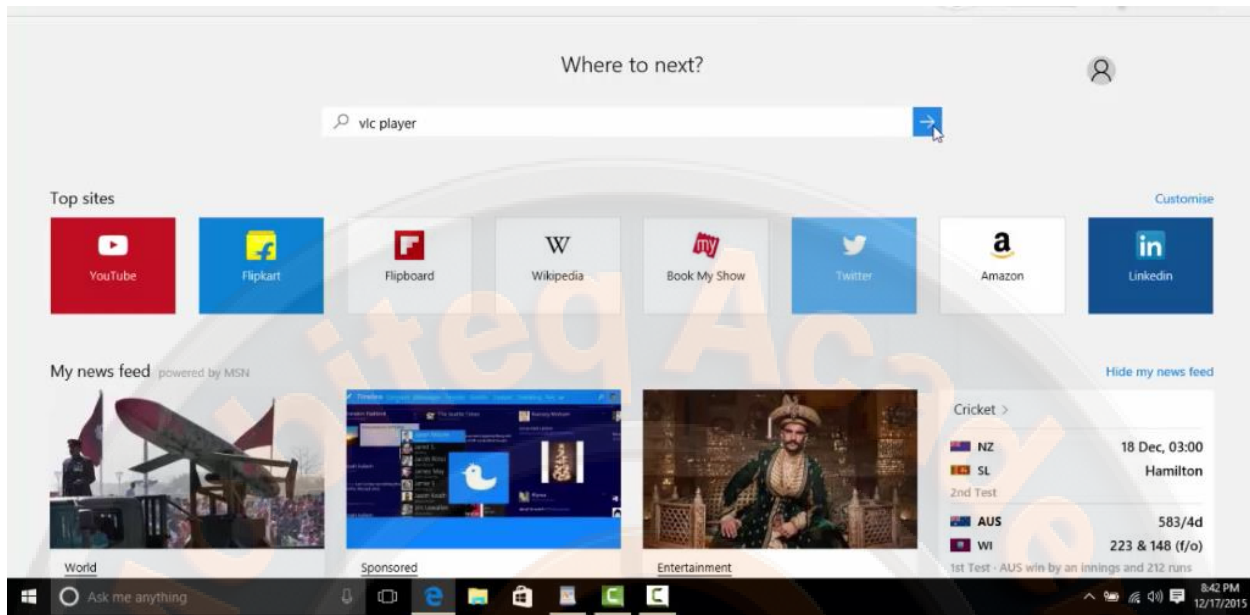 Where to next?
vlc player
Top sites
Customise
YouTube
Flipkart
Flipboard
W
Wikipedia
my
Book My Show
Twitter
a
Amazon
in
Linkedin
My news feed powered by MSN
Hide my news feed
Cricket >
NZ 18 Dec, 03:00
SL Hamilton
2nd Test
AUS 583/4d
WI 223 & 148 (f/o)
1st Test - AUS win by an innings and 212 runs
World
Sponsored
Entertainment
Ask me anything
8:42 PM
12/17/2015